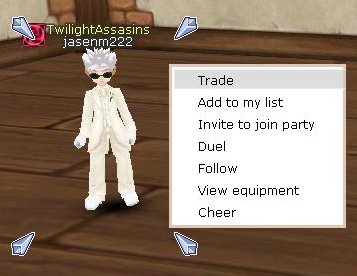 TwilightAssasins
jasenm222
Trade
Add to my list
Invite to join party
Duel
Follow
View equipment
Cheer